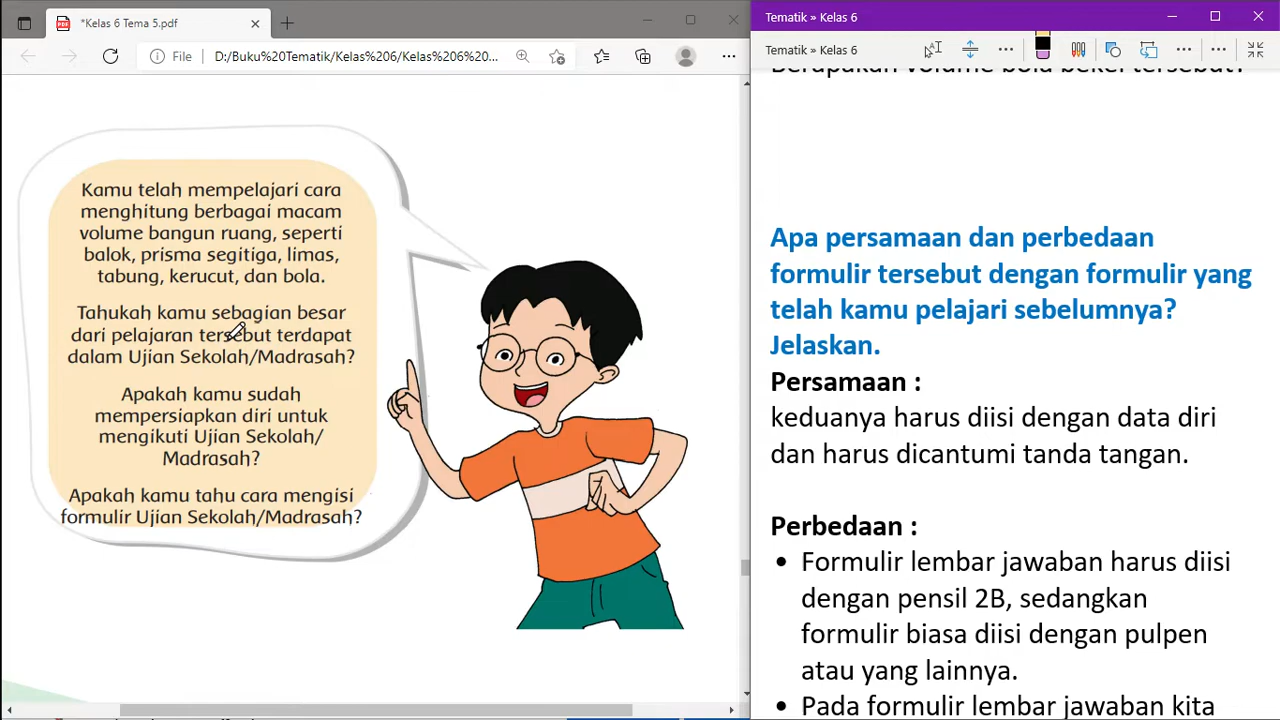 *Kelas 6 Tema 5.pdf
File
D:/Buku%20Tematik/Kelas%206/Kelas%206%20...
Kamu telah mempelajari cara
menghitung berbagai macam
volume bangun ruang, seperti
balok, prisma segitiga, limas,
tabung, kerucut, dan bola.
Tahukah kamu sebagian besar
dari pelajaran tersebut terdapat
dalam Ujian Sekolah/Madrasah?
Apakah kamu sudah
mempersiapkan diri untuk
mengikuti Ujian Sekolah/
Madrasah?
Apakah kamu tahu cara mengisi
formulir Ujian Sekolah/Madrasah?
Tematik » Kelas 6
Tematik » Kelas 6
Berapakah volume bola bekel tersebut?
Apa persamaan dan perbedaan
formulir tersebut dengan formulir yang
telah kamu pelajari sebelumnya?
Jelaskan.
Persamaan :
keduanya harus diisi dengan data diri
dan harus dicantumi tanda tangan.
Perbedaan :
• Formulir lembar jawaban harus diisi
dengan pensil 2B, sedangkan
formulir biasa diisi dengan pulpen
atau yang lainnya.
• Pada formulir lembar jawaban kita